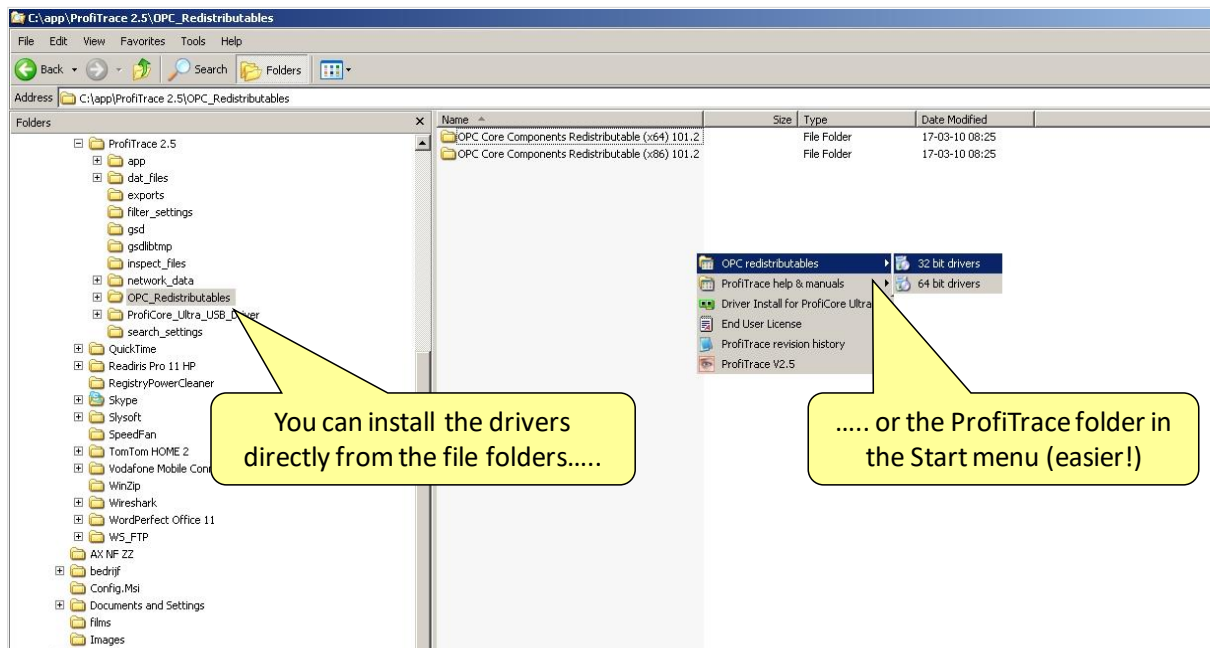 C:\app\ProfiTrace 2.5\OPC_Redistributables
File Edit View Favorites Tools Help
Back Search Folders
Address C:\app\ProfiTrace 2.5\OPC_Redistributables
Folders
Name Size Type Date Modified
OPC Core Components Redistributable (x64) 101.2 File Folder 17-03-10 08:25
OPC Core Components Redistributable (x86) 101.2 File Folder 17-03-10 08:25
ProfiTrace 2.5
app
dat_files
exports
filter_settings
gsd
gsdlibtmp
inspect_files
network_data
OPC_Redistributables
ProfiCore_Ultra_USB_Driver
search_settings
QuickTime
Readiris Pro 11 HP
RegistryPowerCleaner
Skype
Slysoft
SpeedFan
TomTom HOME 2
Vodafone Mobile Conn
WinZip
Wireshark
WordPerfect Office 11
WS_FTP
AX NF ZZ
bedrijf
Config.Msi
Documents and Settings
films
Images
OPC redistributables
ProfiTrace help & manuals
Driver Install for ProfiCore Ultra
End User License
ProfiTrace revision history
ProfiTrace V2.5
32 bit drivers
64 bit drivers
You can install the drivers
directly from the file folders.....
..... or the ProfiTrace folder in
the Start menu (easier!)